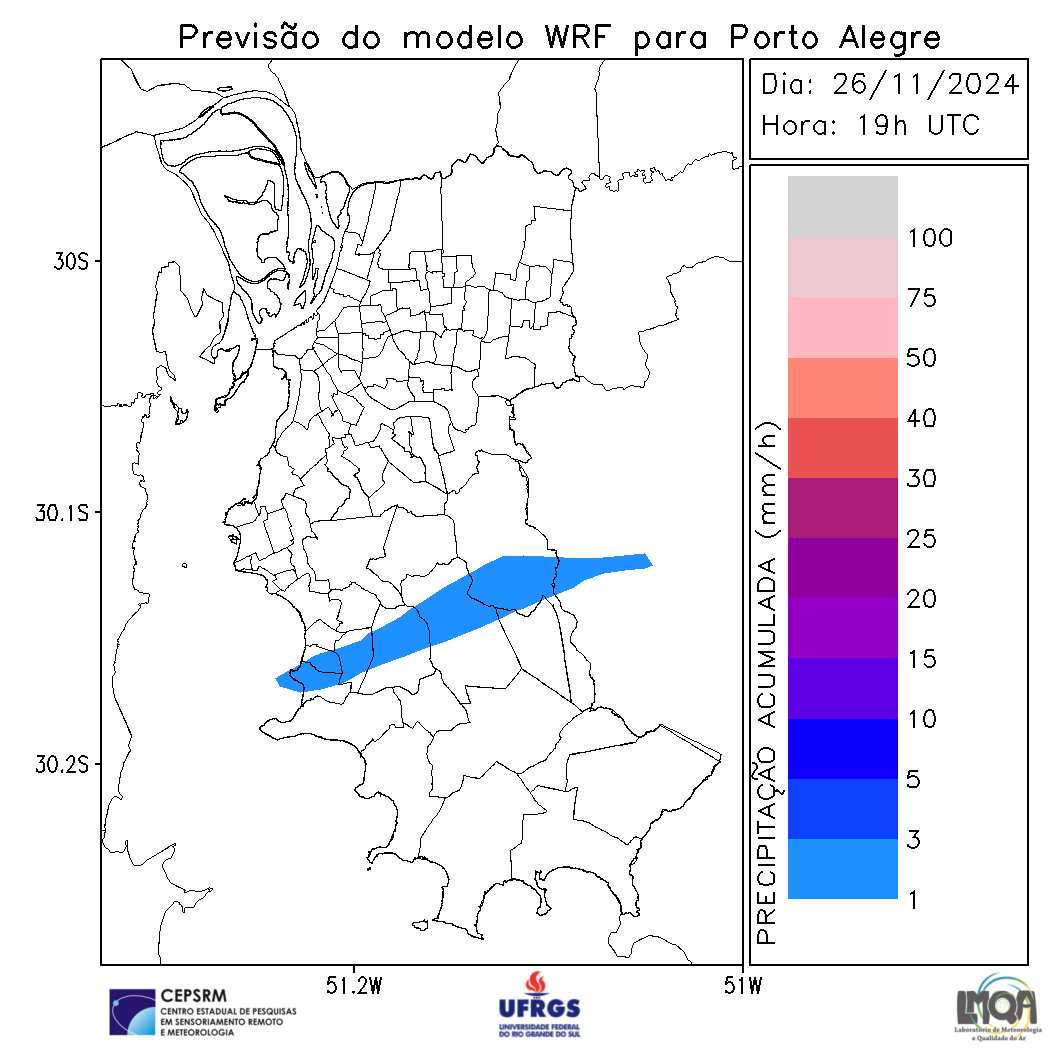 Previsão do modelo WRF para Porto Alegre
Dia: 26/11/2024
Hora: 19h UTC
30S
30.1S
30.2S
51.2W
51W
PRECIPITAÇÃO ACUMULADA (mm/h)
100
75
50
40
30
25
20
15
10
5
3
1
CEPSRM
CENTRO ESTADUAL DE PESQUISAS
EM SENSORIAMENTO REMOTO
E METEOROLOGIA
UFRGS
UNIVERSIDADE FEDERAL
DO RIO GRANDE DO SUL
LMQA
Laboratório de Meteorologia
e Qualidade do Ar